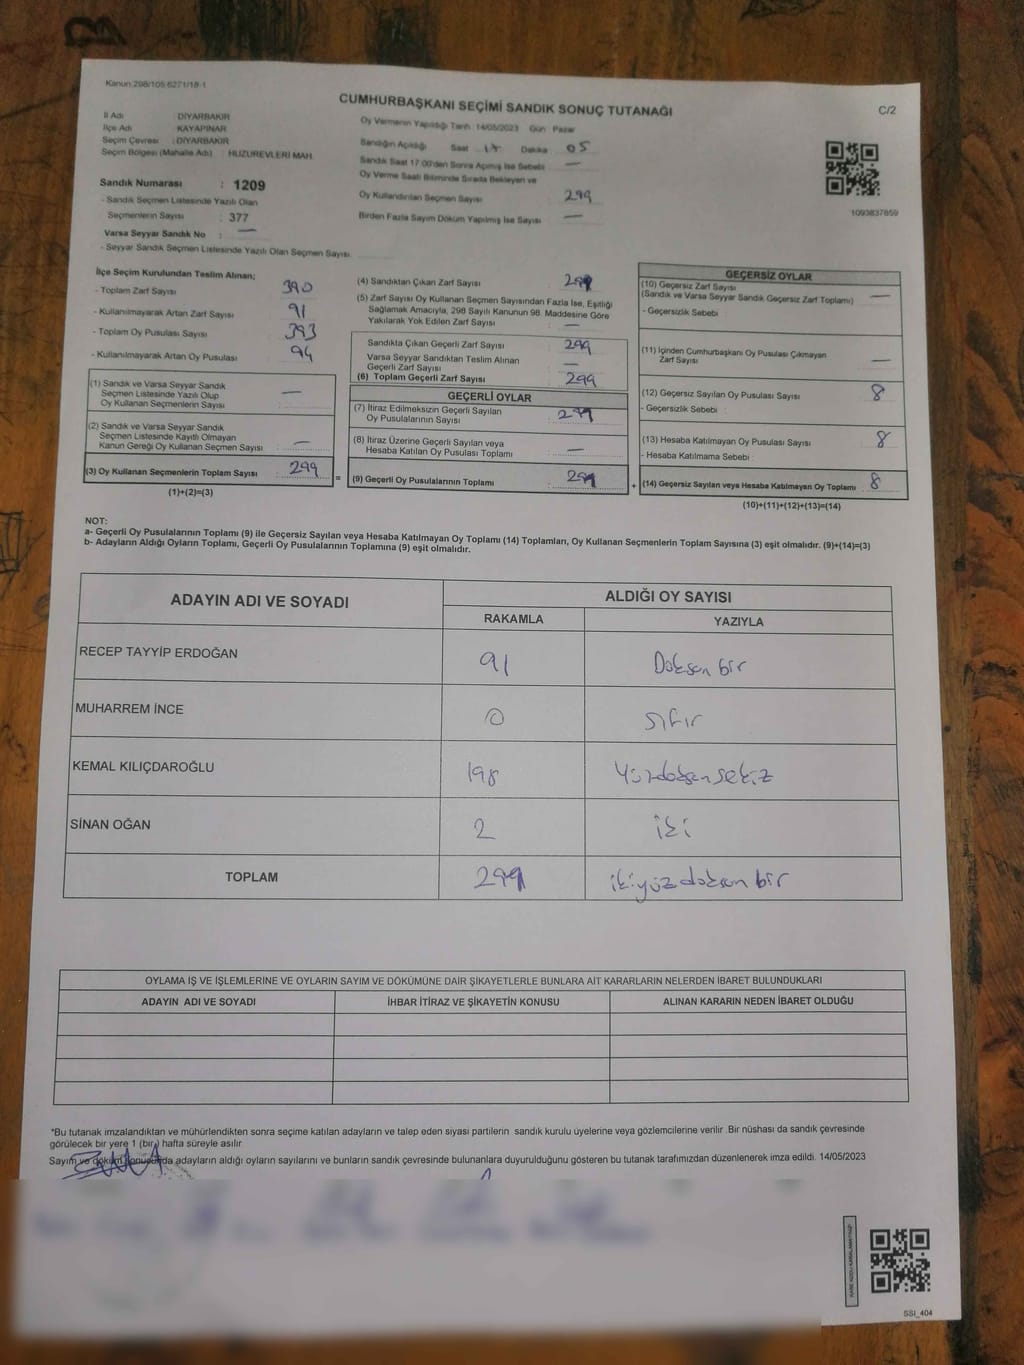 Kanun:298/105-6271/18-1
CUMHURBAŞKANI SEÇİMİ SANDIK SONUÇ TUTANAĞI
C/2
İl Adı : DİYARBAKIR
İlçe Adı : KAYAPINAR
Seçim Çevresi : DİYARBAKIR
Seçim Bölgesi (Mahalle Adı) : HUZUREVLERİ MAH.
Sandık Numarası : 1209
- Sandık Seçmen Listesinde Yazılı Olan
Seçmenlerin Sayısı : 377
Varsa Seyyar Sandık No : —
- Seyyar Sandık Seçmen Listesinde Yazılı Olan Seçmen Sayısı:
Oy Vermenin Yapıldığı Tarih: 14/05/2023 Gün: Pazar
Sandığın Açıldığı Saat : 17 Dakika : 05
Sandık Saat 17:00'den Sonra Açılmış İse Sebebi : —
Oy Verme Saati Bitiminde Sırada Bekleyen ve
Oy Kullandırılan Seçmen Sayısı : 299
Birden Fazla Sayım Döküm Yapılmış İse Sayısı : —
1093837859
İlçe Seçim Kurulundan Teslim Alınan;
- Toplam Zarf Sayısı : 390
- Kullanılmayarak Artan Zarf Sayısı : 91
- Toplam Oy Pusulası Sayısı : 393
- Kullanılmayarak Artan Oy Pusulası : 94
(1) Sandık ve Varsa Seyyar Sandık
Seçmen Listesinde Yazılı Olup
Oy Kullanan Seçmenlerin Sayısı : —
(2) Sandık ve Varsa Seyyar Sandık
Seçmen Listesinde Kayıtlı Olmayan
Kanun Gereği Oy Kullanan Seçmen Sayısı : —
(3) Oy Kullanan Seçmenlerin Toplam Sayısı : 299
(1)+(2)=(3)
(4) Sandıktan Çıkan Zarf Sayısı : 299
(5) Zarf Sayısı Oy Kullanan Seçmen Sayısından Fazla İse, Eşitliği
Sağlamak Amacıyla, 298 Sayılı Kanunun 98. Maddesine Göre
Yakılarak Yok Edilen Zarf Sayısı : —
Sandıkta Çıkan Geçerli Zarf Sayısı : 299
Varsa Seyyar Sandıktan Teslim Alınan
Geçerli Zarf Sayısı : —
(6) Toplam Geçerli Zarf Sayısı : 299
GEÇERLİ OYLAR
(7) İtiraz Edilmeksizin Geçerli Sayılan
Oy Pusulalarının Sayısı : 291
(8) İtiraz Üzerine Geçerli Sayılan veya
Hesaba Katılan Oy Pusulası Toplamı : —
= (9) Geçerli Oy Pusulalarının Toplamı : 291
GEÇERSİZ OYLAR
(10) Geçersiz Zarf Sayısı
(Sandık ve Varsa Seyyar Sandık Geçersiz Zarf Toplamı) : —
- Geçersizlik Sebebi :
(11) İçinden Cumhurbaşkanı Oy Pusulası Çıkmayan
Zarf Sayısı : —
(12) Geçersiz Sayılan Oy Pusulası Sayısı : 8
- Geçersizlik Sebebi :
(13) Hesaba Katılmayan Oy Pusulası Sayısı : 8
- Hesaba Katılmama Sebebi :
+ (14) Geçersiz Sayılan veya Hesaba Katılmayan Oy Toplamı : 8
(10)+(11)+(12)+(13)=(14)
NOT:
a- Geçerli Oy Pusulalarının Toplamı (9) ile Geçersiz Sayılan veya Hesaba Katılmayan Oy Toplamı (14) Toplamları, Oy Kullanan Seçmenlerin Toplam Sayısına (3) eşit olmalıdır. (9)+(14)=(3)
b- Adayların Aldığı Oyların Toplamı, Geçerli Oy Pusulalarının Toplamına (9) eşit olmalıdır.
ADAYIN ADI VE SOYADI ALDIĞI OY SAYISI
RAKAMLA YAZIYLA
RECEP TAYYİP ERDOĞAN 91 Doksan bir
MUHARREM İNCE 0 sıfır
KEMAL KILIÇDAROĞLU 198 Yüzdoksansekiz
SİNAN OĞAN 2 iki
TOPLAM 291 ikiyüz doksan bir
OYLAMA İŞ VE İŞLEMLERİNE VE OYLARIN SAYIM VE DÖKÜMÜNE DAİR ŞİKAYETLERLE BUNLARA AİT KARARLARIN NELERDEN İBARET BULUNDUKLARI
ADAYIN ADI VE SOYADI İHBAR İTİRAZ VE ŞİKAYETİN KONUSU ALINAN KARARIN NEDEN İBARET OLDUĞU
*Bu tutanak imzalandıktan ve mühürlendikten sonra seçime katılan adayların ve talep eden siyasi partilerin sandık kurulu üyelerine veya gözlemcilerine verilir .Bir nüshası da sandık çevresinde
görülecek bir yere 1 (bir) hafta süreyle asılır
Sayım ve döküm sonucunda adayların aldığı oyların sayılarını ve bunların sandık çevresinde bulunanlara duyurulduğunu gösteren bu tutanak tarafımızdan düzenlenerek imza edildi. 14/05/2023
SSI_404